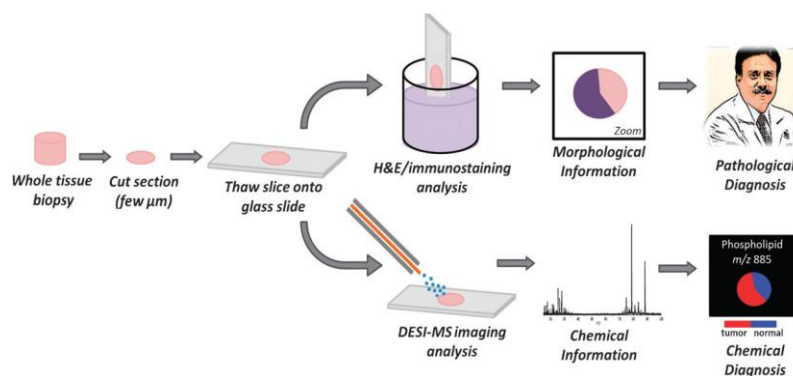 Whole tissue
biopsy
Cut section
(few μm)
Thaw slice onto
glass slide
H&E/immunostaining
analysis
Zoom
Morphological
Information
Pathological
Diagnosis
DESI-MS imaging
analysis
Chemical
Information
Phospholipid
m/z 885
tumor normal
Chemical
Diagnosis